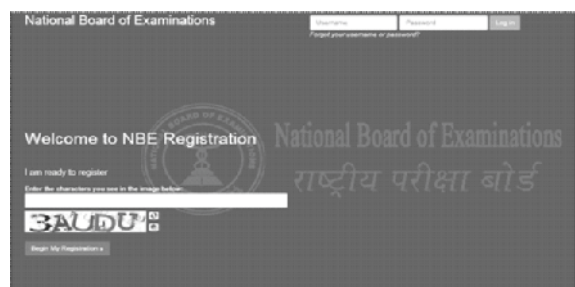 National Board of Examinations
Username Password Log in
Forgot your username or password?
Welcome to NBE Registration
National Board of Examinations
राष्ट्रीय परीक्षा बोर्ड
I am ready to register
Enter the characters you see in the image below:
3AUDU
Begin My Registration »